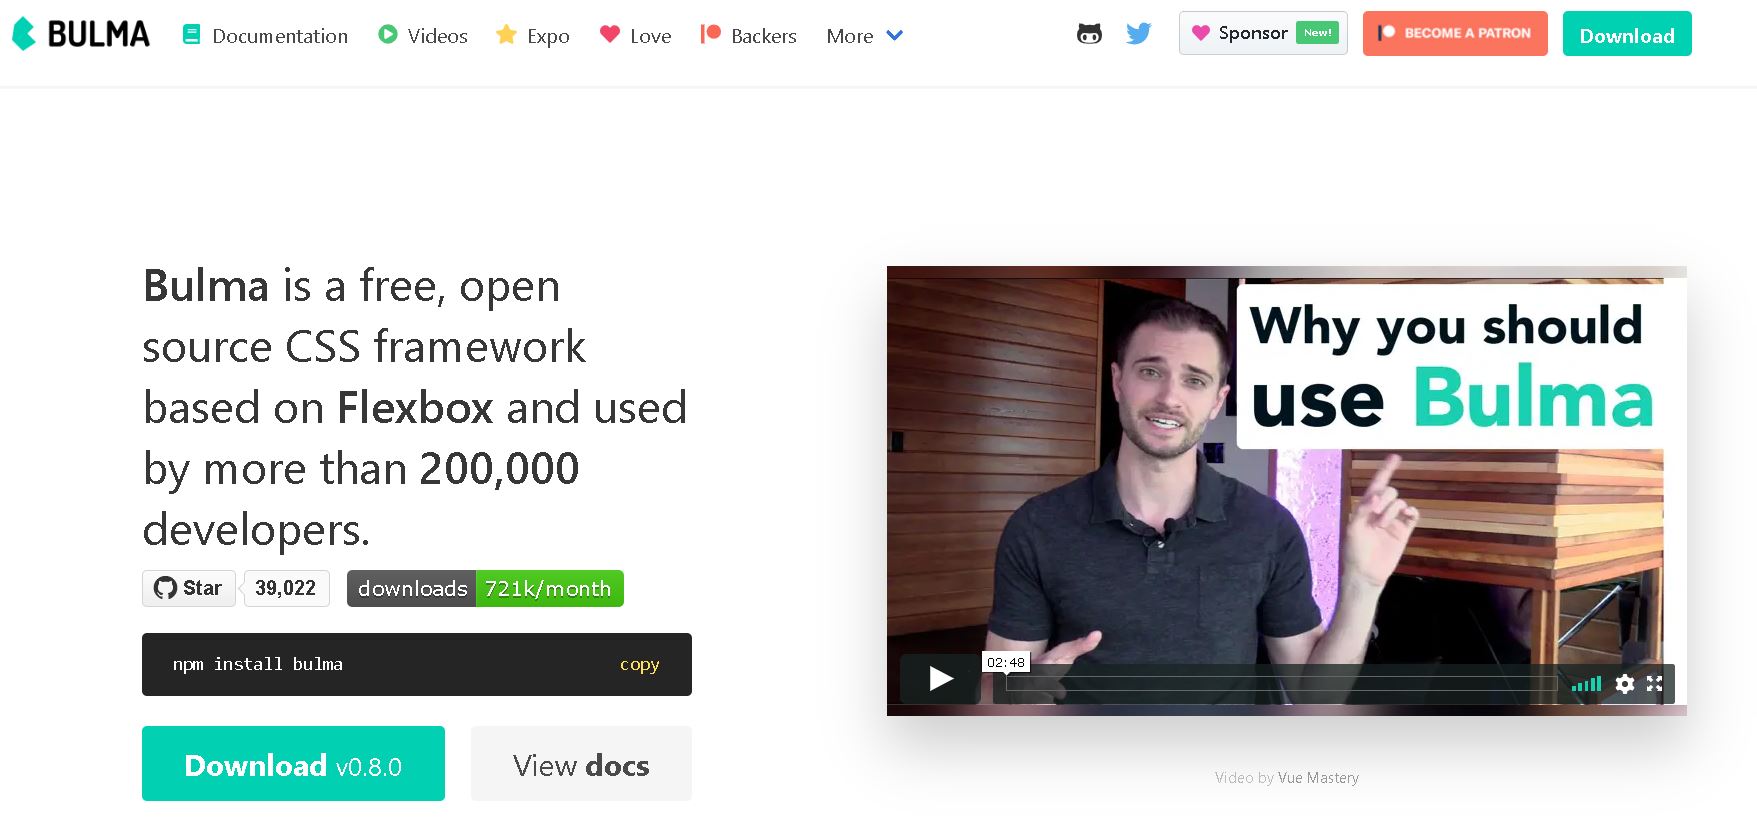 BULMA Documentation Videos Expo Love Backers More Sponsor New! BECOME A PATRON Download
Bulma is a free, open
source CSS framework
based on Flexbox and used
by more than 200,000
developers.
Star 39,022 downloads 721k/month
npm install bulma copy
Download v0.8.0 View docs
Why you should
use Bulma
02:48
Video by Vue Mastery